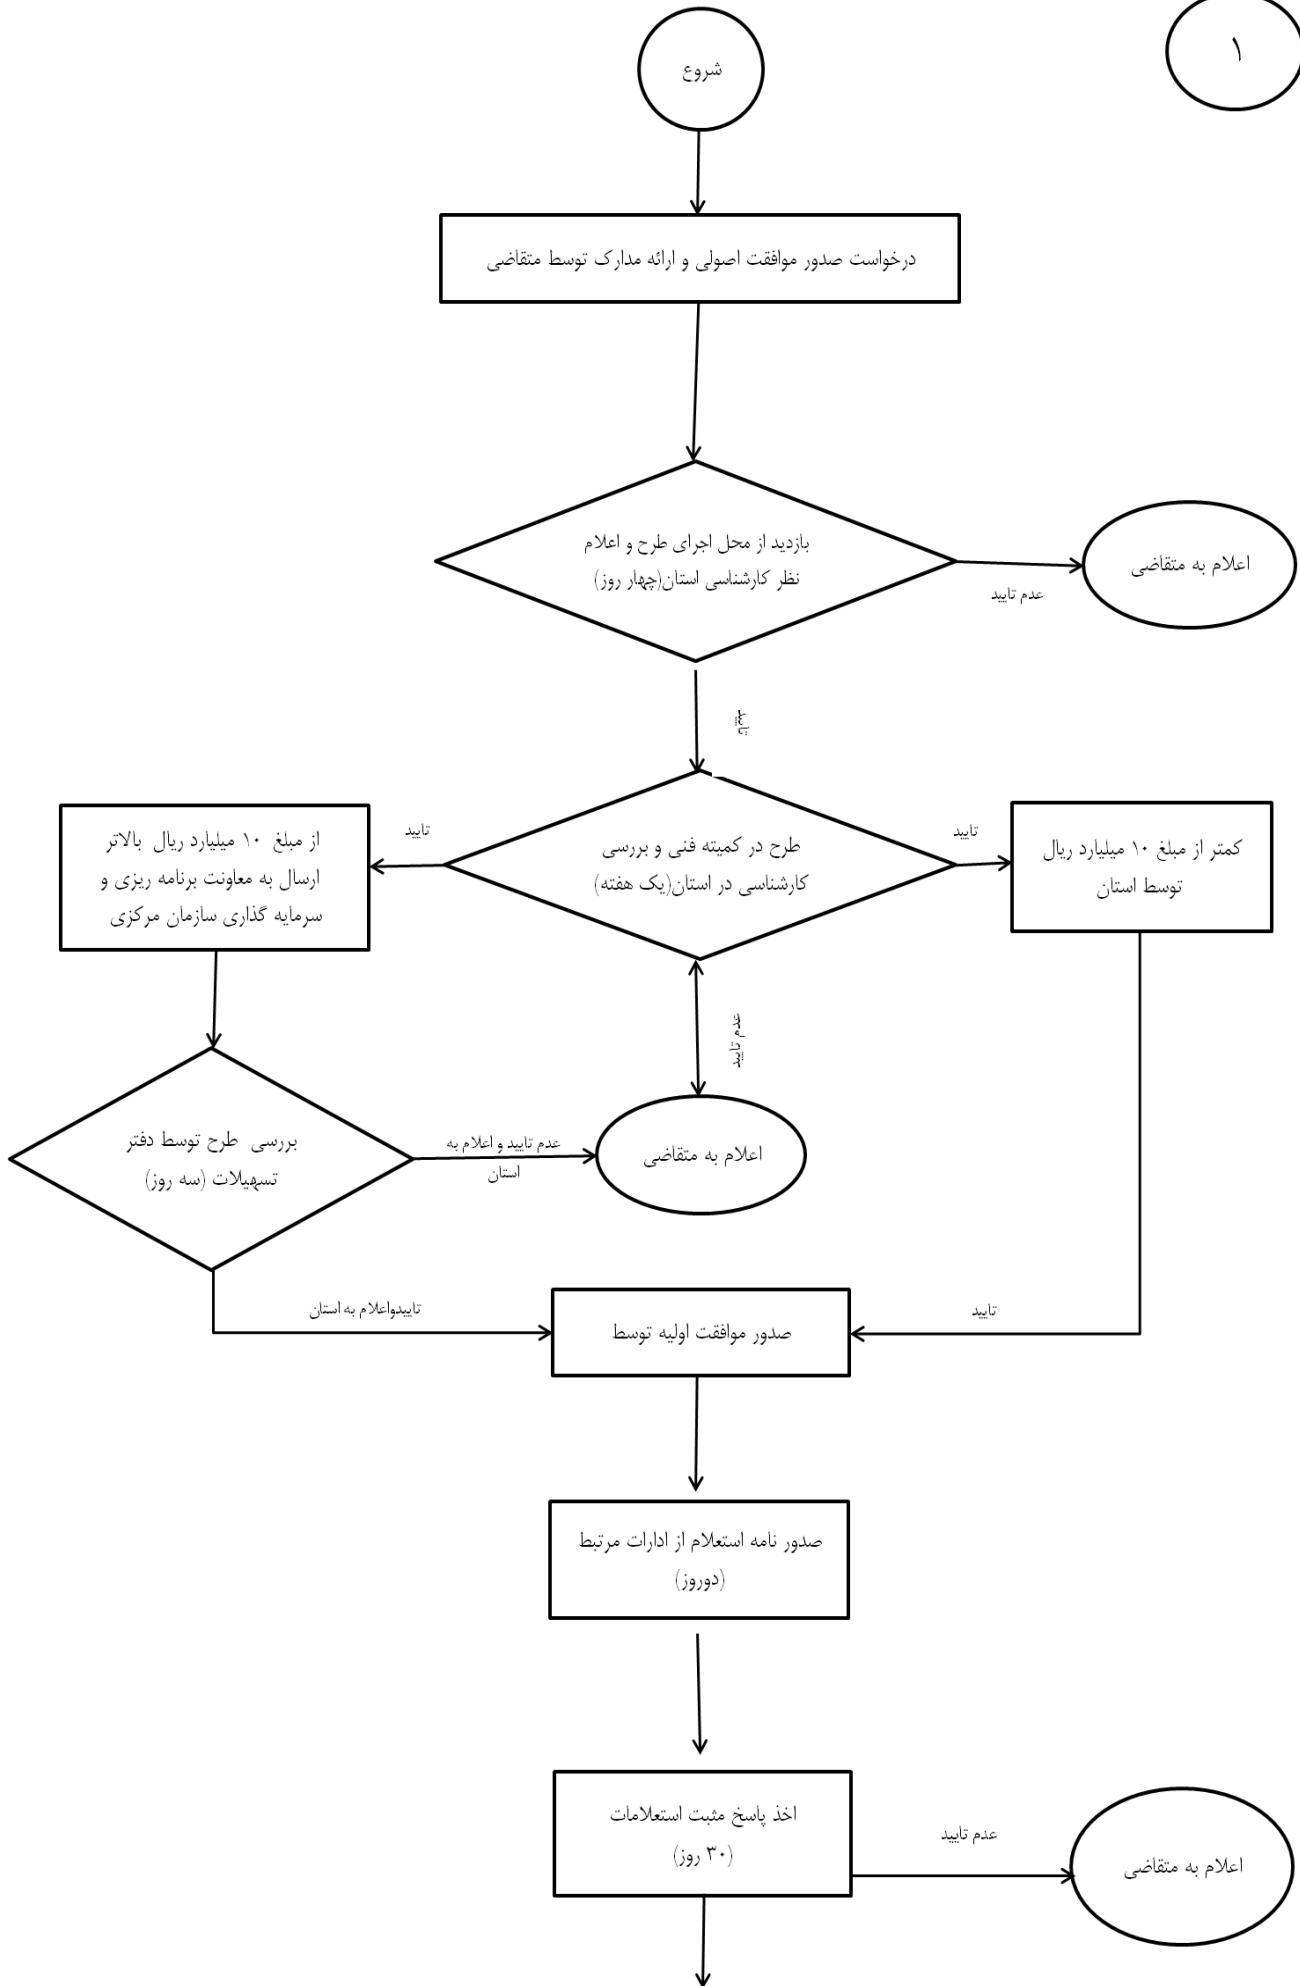 ۱
شروع
درخواست صدور موافقت اصولی و ارائه مدارک توسط متقاضی
بازدید از محل اجرای طرح و اعلام
نظر کارشناسی استان(چهار روز)
عدم تایید
اعلام به متقاضی
تایید
کمتر از مبلغ ۱۰ میلیارد ریال
توسط استان
تایید
طرح در کمیته فنی و بررسی
کارشناسی در استان(یک هفته)
تایید
از مبلغ ۱۰ میلیارد ریال بالاتر
ارسال به معاونت برنامه ریزی و
سرمایه گذاری سازمان مرکزی
عدم تایید
اعلام به متقاضی
عدم تایید و اعلام به
استان
بررسی طرح توسط دفتر
تسهیلات (سه روز)
تایید
صدور موافقت اولیه توسط
تاییدواعلام به استان
صدور نامه استعلام از ادارات مرتبط
(دوروز)
اخذ پاسخ مثبت استعلامات
(۳۰ روز)
عدم تایید
اعلام به متقاضی